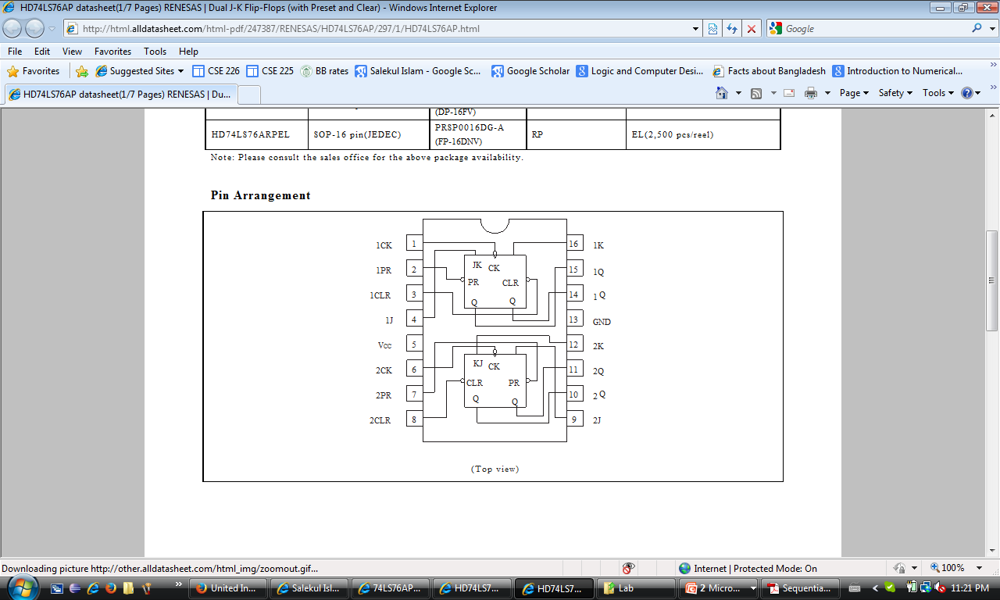 HD74LS76AP datasheet(1/7 Pages) RENESAS | Dual J-K Flip-Flops (with Preset and Clear) - Windows Internet Explorer
http://html.alldatasheet.com/html-pdf/247387/RENESAS/HD74LS76AP/297/1/HD74LS76AP.html
Google
File Edit View Favorites Tools Help
Favorites Suggested Sites CSE 226 CSE 225 BB rates Salekul Islam - Google Sc... Google Scholar Logic and Computer Desi... Facts about Bangladesh Introduction to Numerical...
HD74LS76AP datasheet(1/7 Pages) RENESAS | Du... Page Safety Tools
(DP-16FV)
HD74LS76ARPEL SOP-16 pin(JEDEC) PRSP0016DG-A RP EL(2,500 pcs/reel)
(FP-16DNV)
Note: Please consult the sales office for the above package availability.
Pin Arrangement
1CK 1 16 1K
JK CK
1PR 2 15 1Q
PR CLR
1CLR 3 14 1Q
Q Q
1J 4 13 GND
Vcc 5 12 2K
KJ CK
2CK 6 11 2Q
CLR PR
2PR 7 10 2Q
Q Q
2CLR 8 9 2J
(Top view)
Downloading picture http://other.alldatasheet.com/html_img/zoomout.gif... Internet | Protected Mode: On 100%
United In... Salekul Isl... 74LS76AP... HD74LS7... HD74LS7... Lab 2 Micro... Sequentia... 11:21 PM